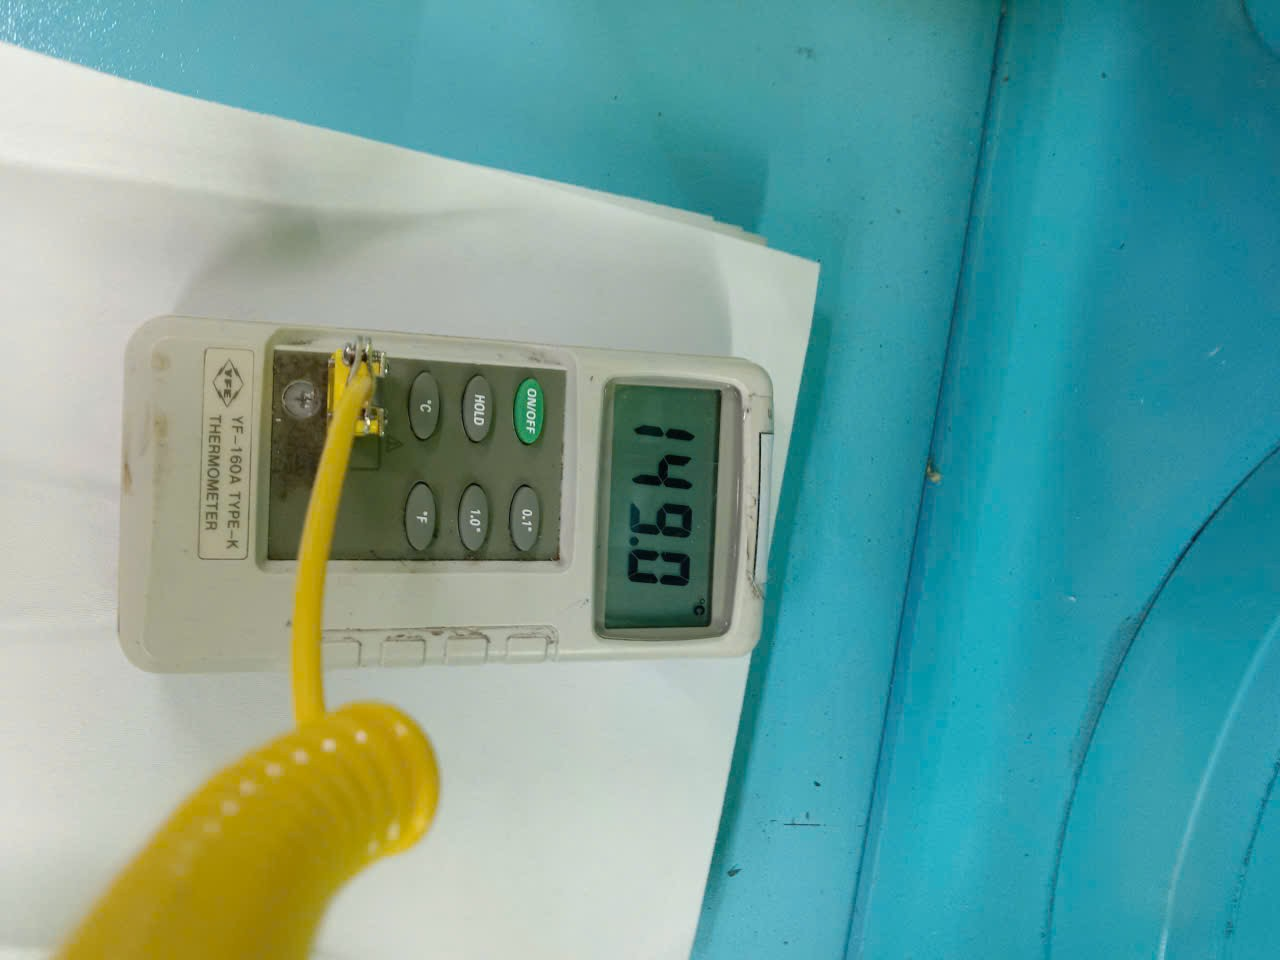 149.0 °C
ON/OFF 0.1°
HOLD 1.0°
°C °F
YFE YF-160A TYPE-K
THERMOMETER